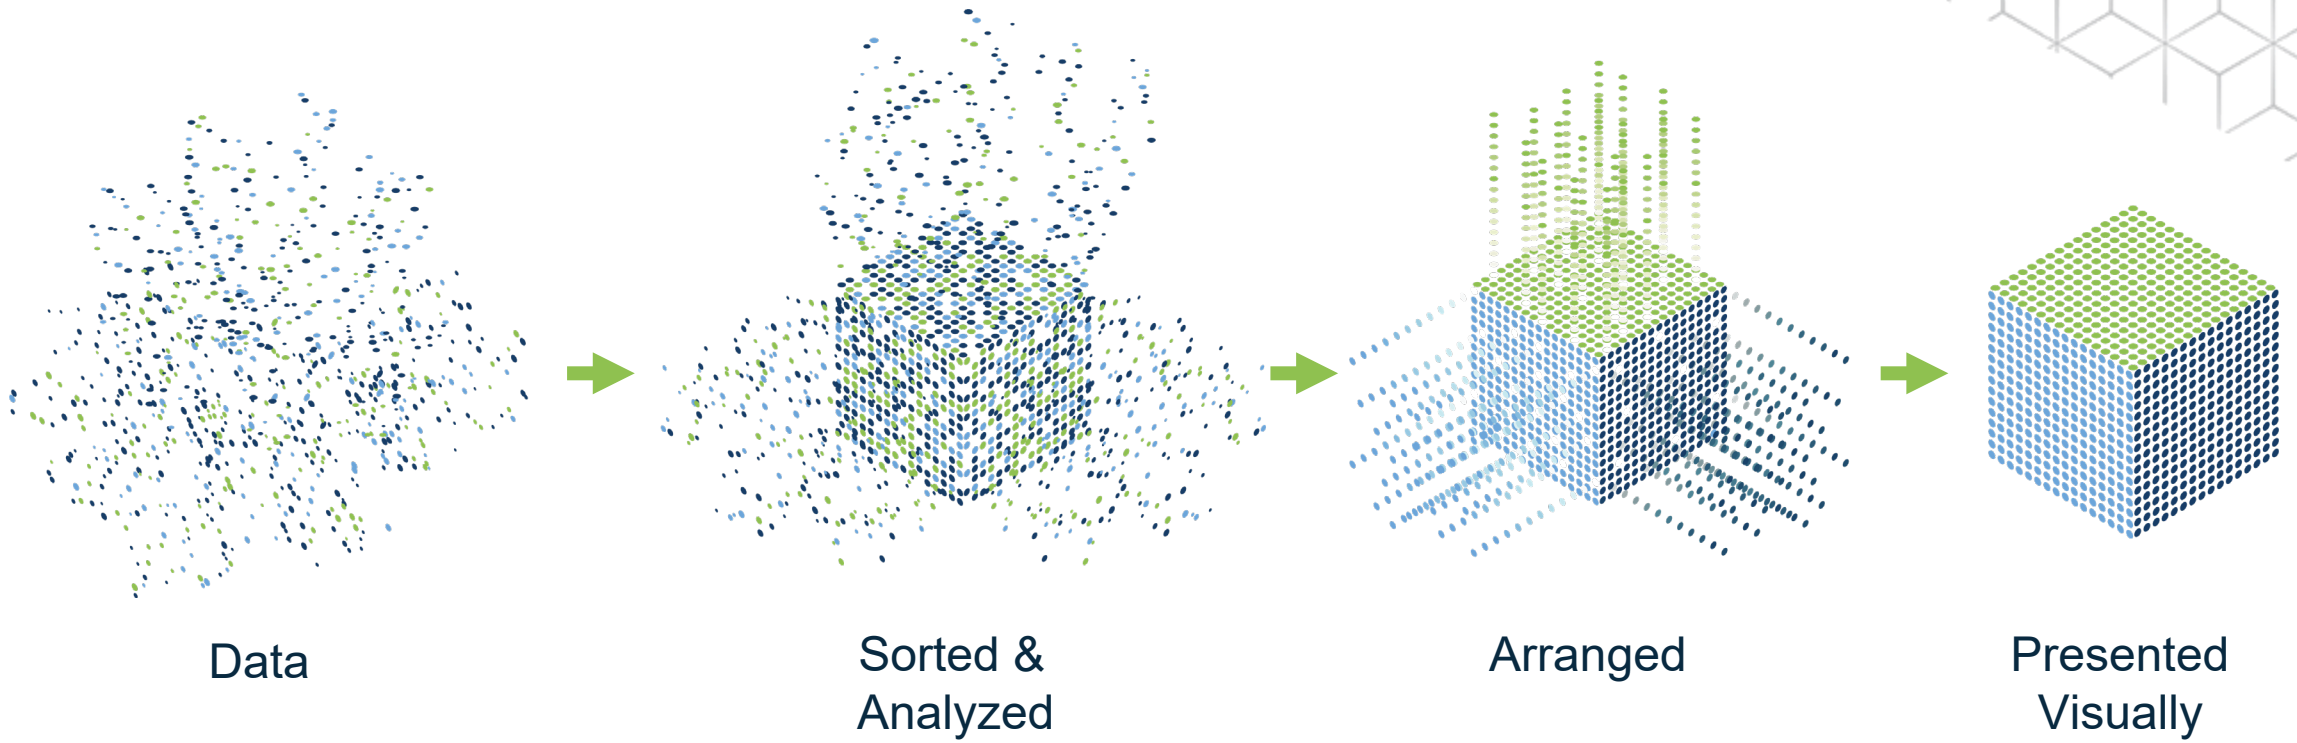 Data
Sorted &
Analyzed
Arranged
Presented
Visually